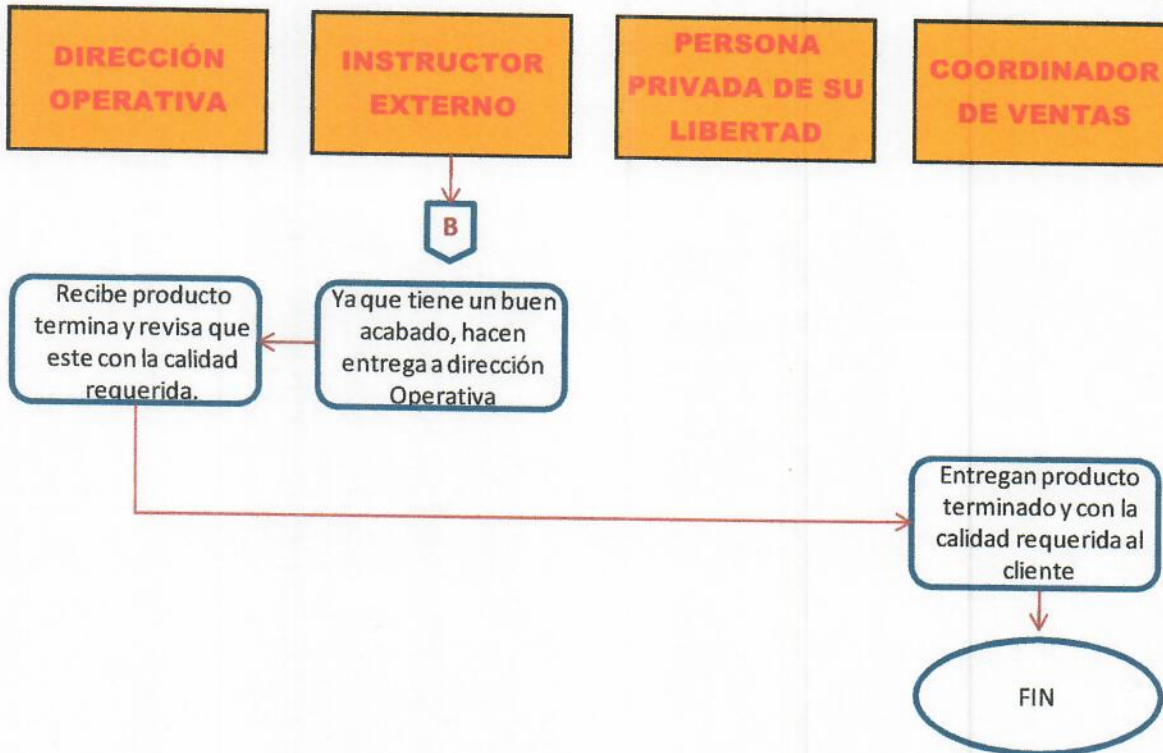 DIRECCIÓN
OPERATIVA
INSTRUCTOR
EXTERNO
PERSONA
PRIVADA DE SU
LIBERTAD
COORDINADOR
DE VENTAS
B
Recibe producto
termina y revisa que
este con la calidad
requerida.
Ya que tiene un buen
acabado, hacen
entrega a dirección
Operativa
Entregan producto
terminado y con la
calidad requerida al
cliente
FIN